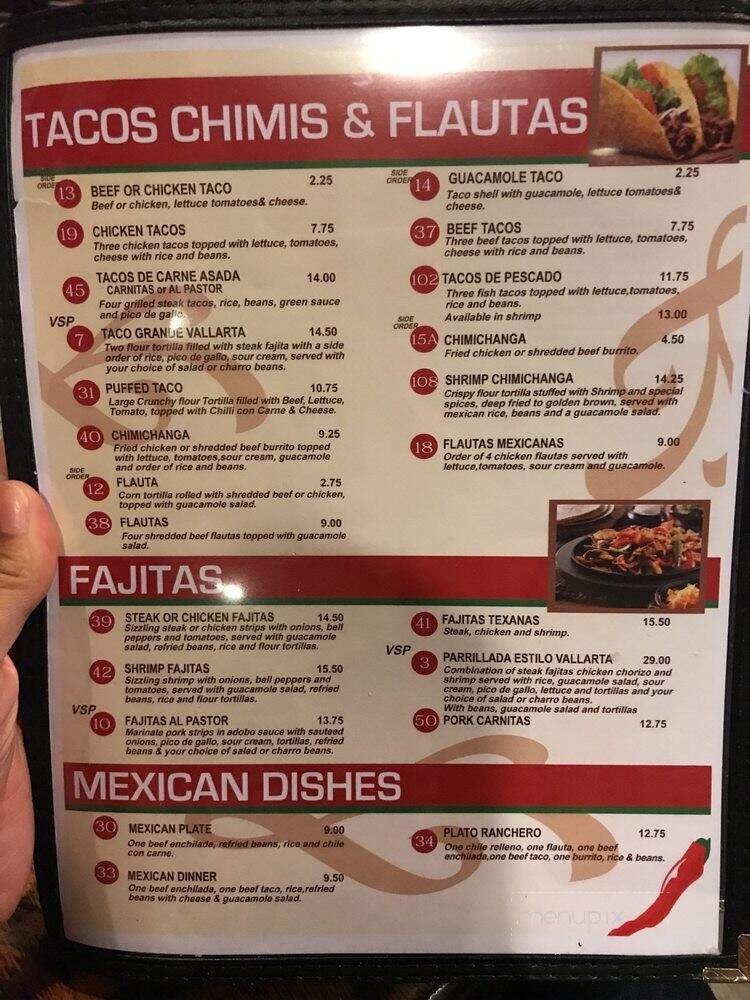 TACOS CHIMIS & FLAUTAS
SIDE
ORDER
13 BEEF OR CHICKEN TACO 2.25
Beef or chicken, lettuce tomatoes& cheese.
19 CHICKEN TACOS 7.75
Three chicken tacos topped with lettuce, tomatoes,
cheese with rice and beans.
45 TACOS DE CARNE ASADA 14.00
CARNITAS or AL PASTOR
Four grilled steak tacos, rice, beans, green sauce
and pico de gallo.
VSP
7 TACO GRANDE VALLARTA 14.50
Two flour tortilla filled with steak fajita with a side
order of rice, pico de gallo, sour cream, served with
your choice of salad or charro beans.
31 PUFFED TACO 10.75
Large Crunchy flour Tortilla filled with Beef, Lettuce,
Tomato, topped with Chilli con Carne & Cheese.
40 CHIMICHANGA 9.25
Fried chicken or shredded beef burrito topped
with lettuce, tomatoes,sour cream, guacamole
and order of rice and beans.
SIDE
ORDER
12 FLAUTA 2.75
Corn tortilla rolled with shredded beef or chicken,
topped with guacamole salad.
38 FLAUTAS 9.00
Four shredded beef flautas topped with guacamole
salad.
SIDE
ORDER
14 GUACAMOLE TACO 2.25
Taco shell with guacamole, lettuce tomatoes&
cheese.
37 BEEF TACOS 7.75
Three beef tacos topped with lettuce, tomatoes,
cheese with rice and beans.
102 TACOS DE PESCADO 11.75
Three fish tacos topped with lettuce,tomatoes,
rice and beans.
Available in shrimp 13.00
SIDE
ORDER
15A CHIMICHANGA 4.50
Fried chicken or shredded beef burrito.
108 SHRIMP CHIMICHANGA 14.25
Crispy flour tortilla stuffed with Shrimp and special
spices, deep fried to golden brown, served with
mexican rice, beans and a guacamole salad.
18 FLAUTAS MEXICANAS 9.00
Order of 4 chicken flautas served with
lettuce,tomatoes, sour cream and guacamole.
FAJITAS
39 STEAK OR CHICKEN FAJITAS 14.50
Sizzling steak or chicken strips with onions, bell
peppers and tomatoes, served with guacamole
salad, refried beans, rice and flour tortillas.
42 SHRIMP FAJITAS 15.50
Sizzling shrimp with onions, bell peppers and
tomatoes, served with guacamole salad, refried
beans, rice and flour tortillas.
VSP
10 FAJITAS AL PASTOR 13.75
Marinate pork strips in adobo sauce with sauteed
onions, pico de gallo, sour cream, tortillas, refried
beans & your choice of salad or charro beans.
41 FAJITAS TEXANAS 15.50
Steak, chicken and shrimp.
VSP
3 PARRILLADA ESTILO VALLARTA 29.00
Combination of steak fajitas chicken chorizo and
shrimp served with rice, guacamole salad, sour
cream, pico de gallo, lettuce and tortillas and your
choice of salad or charro beans.
With beans, guacamole salad and tortillas
50 PORK CARNITAS 12.75
MEXICAN DISHES
30 MEXICAN PLATE 9.00
One beef enchilada, refried beans, rice and chile
con carne.
33 MEXICAN DINNER 9.50
One beef enchilada, one beef taco, rice,refried
beans with cheese & guacamole salad.
34 PLATO RANCHERO 12.75
One chile relleno, one flauta, one beef
enchilada,one beef taco, one burrito, rice & beans.
menupix